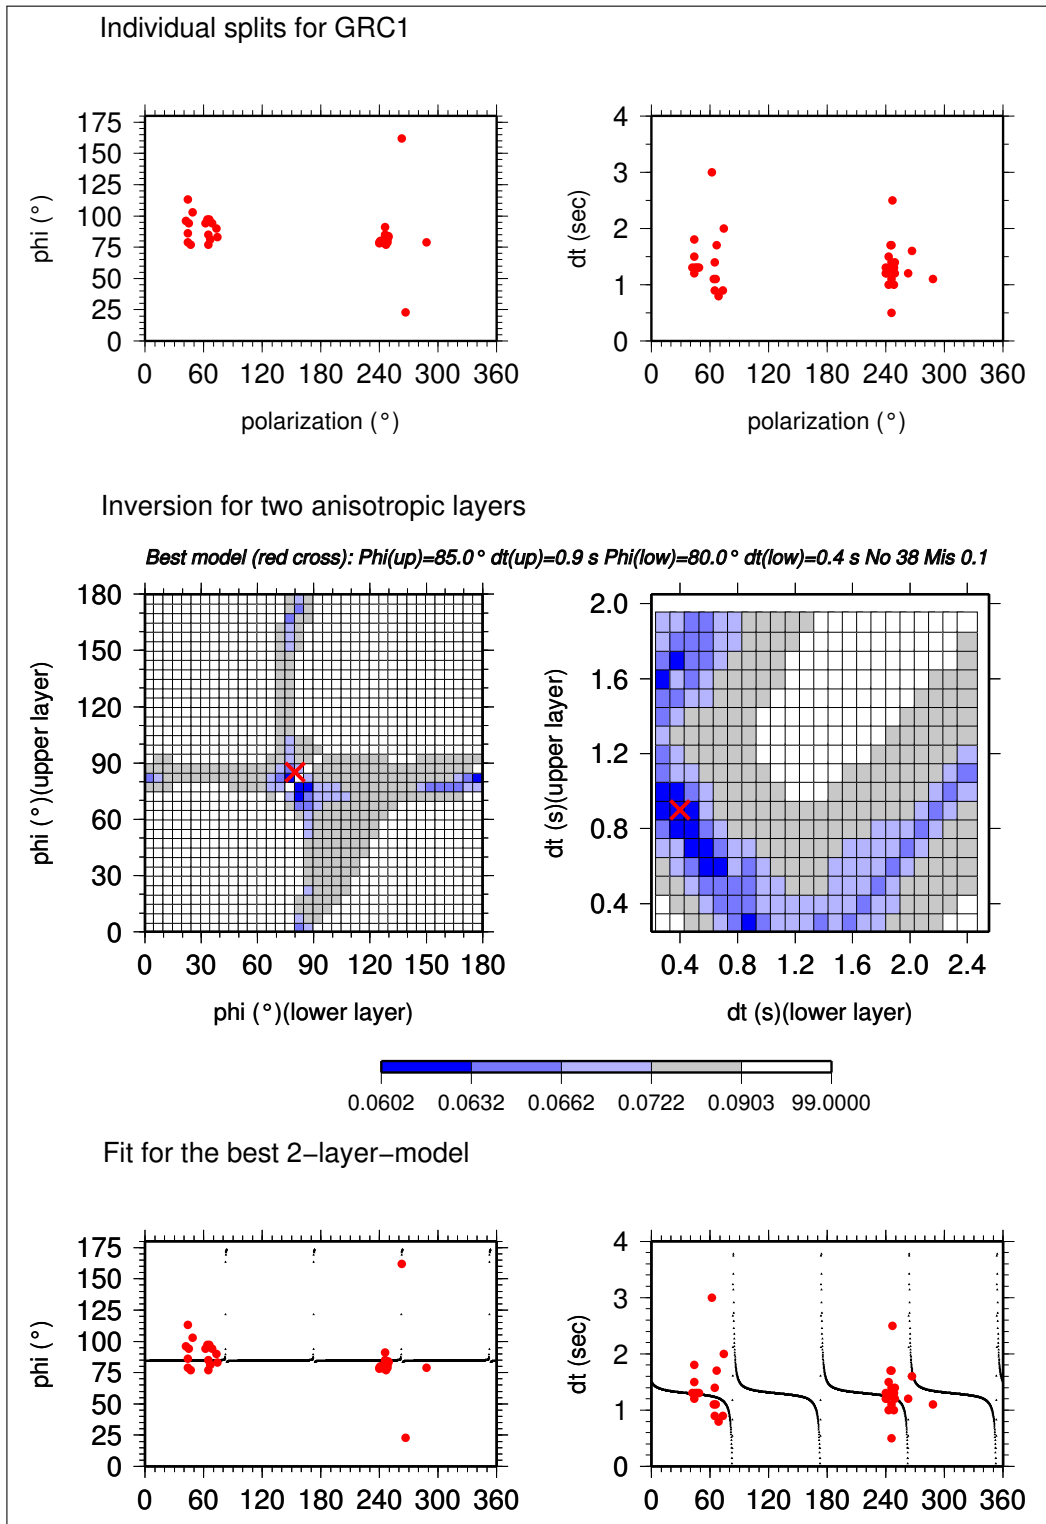 Individual splits for GRC1
175
150
125
100
75
50
25
0
phi (°)
0 60 120 180 240 300 360
polarization (°)
4
3
2
1
0
dt (sec)
0 60 120 180 240 300 360
polarization (°)
Inversion for two anisotropic layers
Best model (red cross): Phi(up)=85.0° dt(up)=0.9 s Phi(low)=80.0° dt(low)=0.4 s No 38 Mis 0.1
180
150
120
90
60
30
0
phi (°)(upper layer)
0 30 60 90 120 150 180
phi (°)(lower layer)
2.0
1.6
1.2
0.8
0.4
dt (s)(upper layer)
0.4 0.8 1.2 1.6 2.0 2.4
dt (s)(lower layer)
0.0602 0.0632 0.0662 0.0722 0.0903 99.0000
Fit for the best 2−layer−model
175
150
125
100
75
50
25
0
phi (°)
0 60 120 180 240 300 360
4
3
2
1
0
dt (sec)
0 60 120 180 240 300 360